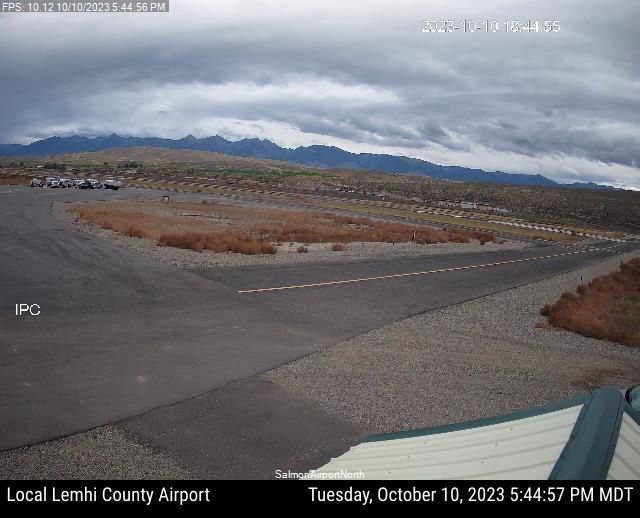 FPS: 10.12 10/10/2023 5:44:56 PM
2023-10-10 18:44:55
IPC
SalmonAirportNorth
Local Lemhi County Airport
Tuesday, October 10, 2023 5:44:57 PM MDT